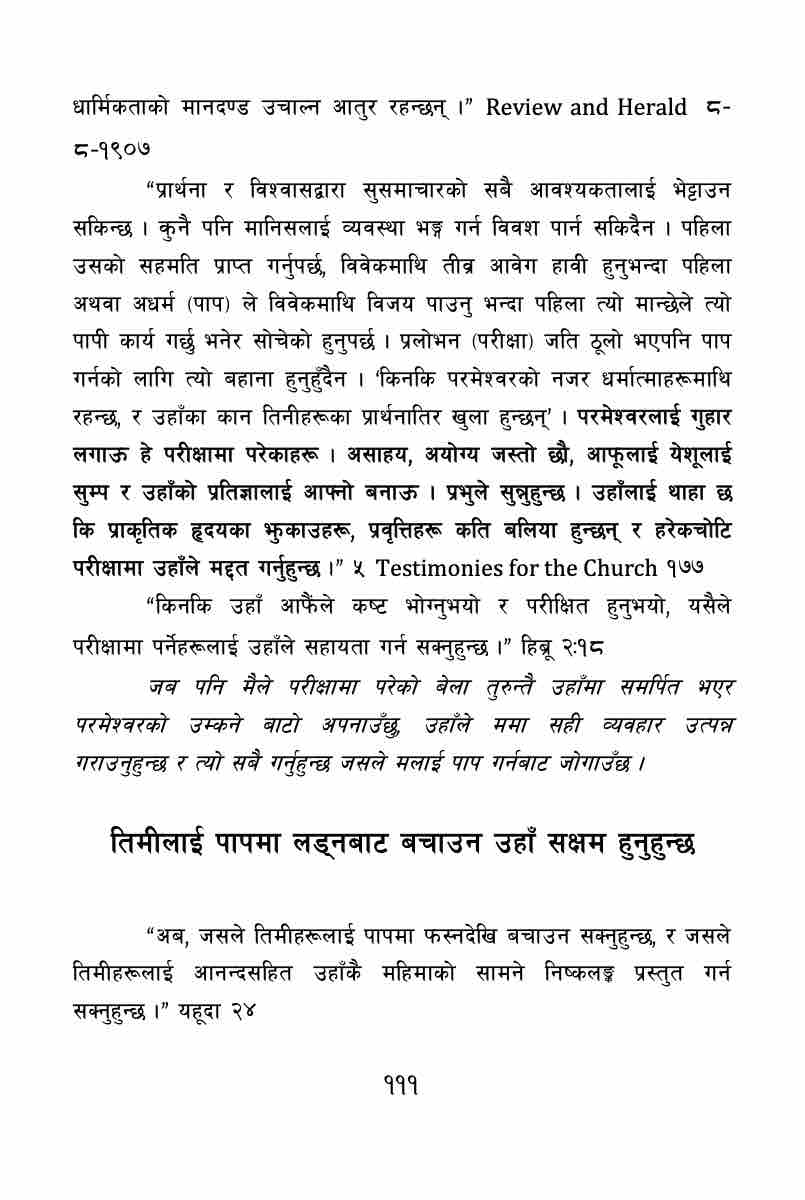 धार्मिकताको मानदण्ड उचाल्न आतुर रहन्छन् ।” Review and Herald ८-
८-१९०७
“प्रार्थना र विश्वासद्वारा सुसमाचारको सबै आवश्यकतालाई भेट्टाउन
सकिन्छ । कुनै पनि मानिसलाई व्यवस्था भङ्ग गर्न विवश पार्न सकिदैन । पहिला
उसको सहमति प्राप्त गर्नुपर्छ, विवेकमाथि तीब्र आवेग हावी हुनुभन्दा पहिला
अथवा अधर्म (पाप) ले विवेकमाथि विजय पाउनु भन्दा पहिला त्यो मान्छेले त्यो
पापी कार्य गर्छु भनेर सोचेको हुनुपर्छ । प्रलोभन (परीक्षा) जति ठूलो भएपनि पाप
गर्नको लागि त्यो बहाना हुनुहुँदैन । ‘किनकि परमेश्वरको नजर धर्मात्माहरूमाथि
रहन्छ, र उहाँका कान तिनीहरूका प्रार्थनातिर खुला हुन्छन्’ । परमेश्वरलाई गुहार
लगाऊ हे परीक्षामा परेकाहरू । असाहय, अयोग्य जस्तो छौ, आफूलाई येशूलाई
सुम्प र उहाँको प्रतिज्ञालाई आफ्नो बनाऊ । प्रभुले सुन्नुहुन्छ । उहाँलाई थाहा छ
कि प्राकृतिक हृदयका झुकाउहरू, प्रवृत्तिहरू कति बलिया हुन्छन् र हरेकचोटि
परीक्षामा उहाँले मद्दत गर्नुहुन्छ ।” ५ Testimonies for the Church १७७
“किनकि उहाँ आफैंले कष्ट भोग्नुभयो र परीक्षित हुनुभयो, यसैले
परीक्षामा पर्नेहरूलाई उहाँले सहायता गर्न सक्नुहुन्छ ।” हिब्रू २:१८
जब पनि मैले परीक्षामा परेको बेला तुरुन्तै उहाँमा समर्पित भएर
परमेश्वरको उम्कने बाटो अपनाउँछु, उहाँले ममा सही व्यवहार उत्पन्न
गराउनुहुन्छ र त्यो सबै गर्नुहुन्छ जसले मलाई पाप गर्नबाट जोगाउँछ ।
तिमीलाई पापमा लड्नबाट बचाउन उहाँ सक्षम हुनुहुन्छ
“अब, जसले तिमीहरूलाई पापमा फस्नदेखि बचाउन सक्नुहुन्छ, र जसले
तिमीहरूलाई आनन्दसहित उहाँकै महिमाको सामने निष्कलङ्क प्रस्तुत गर्न
सक्नुहुन्छ ।” यहूदा २४
१११